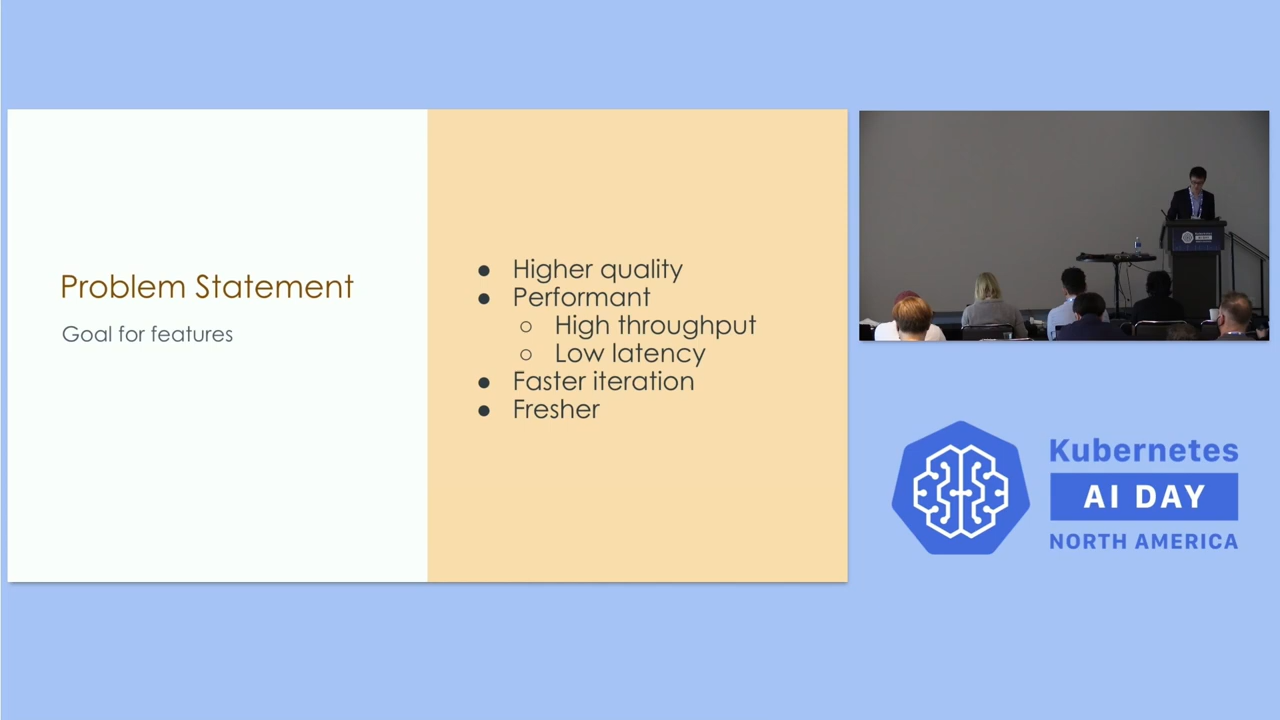 Problem Statement
Goal for features
● Higher quality
● Performant
○ High throughput
○ Low latency
● Faster iteration
● Fresher
Kubernetes
AI DAY
NORTH AMERICA